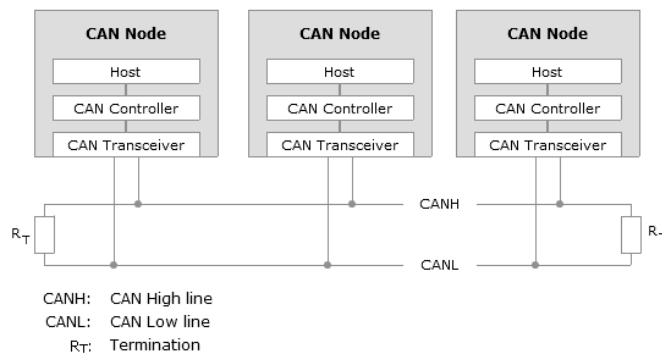 CAN Node CAN Node CAN Node
Host Host Host
CAN Controller CAN Controller CAN Controller
CAN Transceiver CAN Transceiver CAN Transceiver
CANH
RT R
CANL
CANH: CAN High line
CANL: CAN Low line
RT: Termination